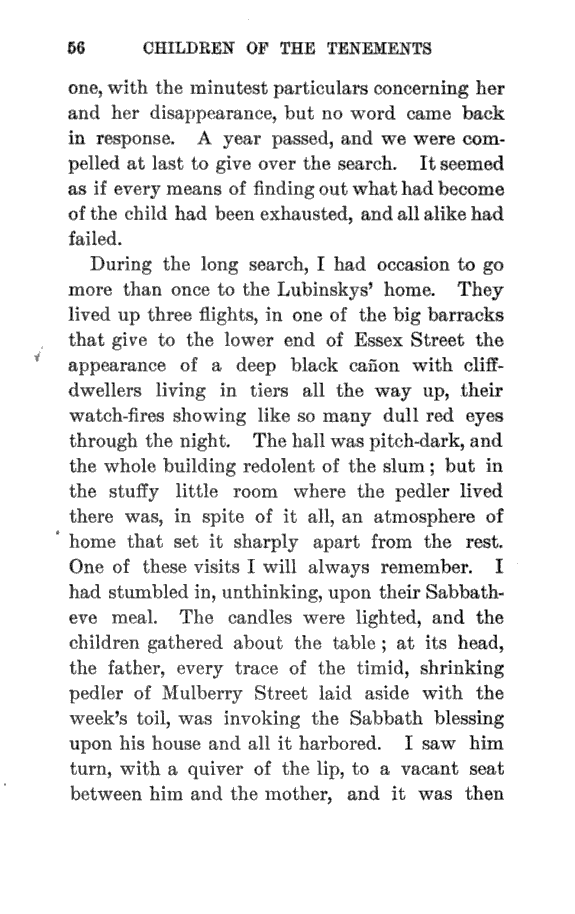 56 CHILDREN OF THE TENEMENTS
one, with the minutest particulars concerning her
and her disappearance, but no word came back
in response. A year passed, and we were com-
pelled at last to give over the search. It seemed
as if every means of finding out what had become
of the child had been exhausted, and all alike had
failed.
During the long search, I had occasion to go
more than once to the Lubinskys' home. They
lived up three flights, in one of the big barracks
that give to the lower end of Essex Street the
appearance of a deep black cañon with cliff-
dwellers living in tiers all the way up, their
watch-fires showing like so many dull red eyes
through the night. The hall was pitch-dark, and
the whole building redolent of the slum; but in
the stuffy little room where the pedler lived
there was, in spite of it all, an atmosphere of
home that set it sharply apart from the rest.
One of these visits I will always remember. I
had stumbled in, unthinking, upon their Sabbath-
eve meal. The candles were lighted, and the
children gathered about the table; at its head,
the father, every trace of the timid, shrinking
pedler of Mulberry Street laid aside with the
week's toil, was invoking the Sabbath blessing
upon his house and all it harbored. I saw him
turn, with a quiver of the lip, to a vacant seat
between him and the mother, and it was then